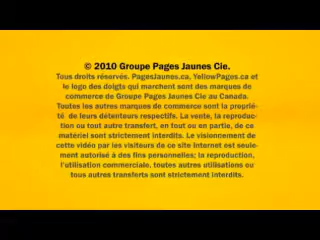 © 2010 Groupe Pages Jaunes Cie.
Tous droits réservés. PagesJaunes.ca, YellowPages.ca et
le logo des doigts qui marchent sont des marques de
commerce de Groupe Pages Jaunes Cie au Canada.
Toutes les autres marques de commerce sont la proprié-
té de leurs détenteurs respectifs. La vente, la reproduc-
tion ou tout autre transfert, en tout ou en partie, de ce
matériel sont strictement interdits. Le visionnement de
cette vidéo par les visiteurs de ce site Internet est seule-
ment autorisé à des fins personnelles; la reproduction,
l'utilisation commerciale. toutes autres utilisations ou
tous autres transferts sont strictement interdits.